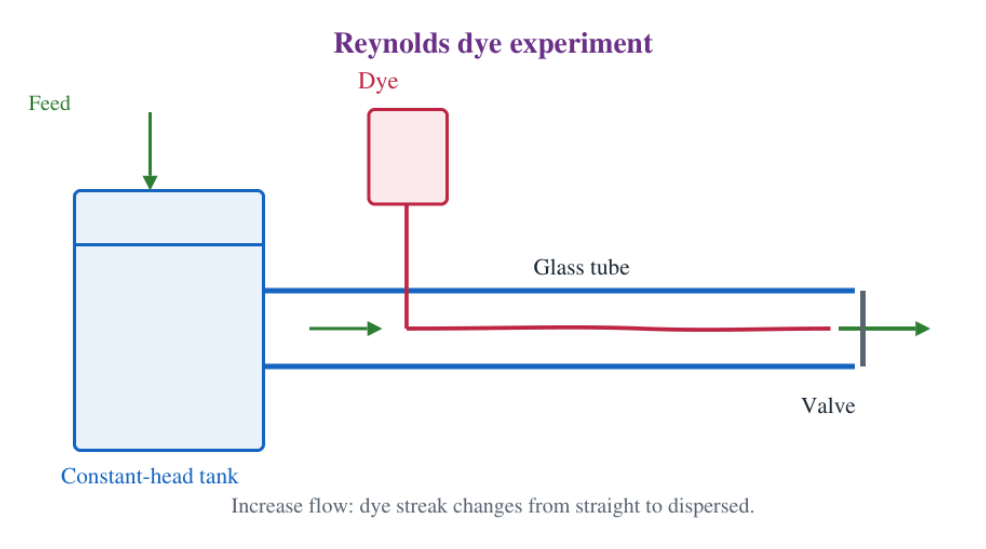 Reynolds dye experiment
Dye
Feed
Glass tube
Valve
Constant-head tank
Increase flow: dye streak changes from straight to dispersed.